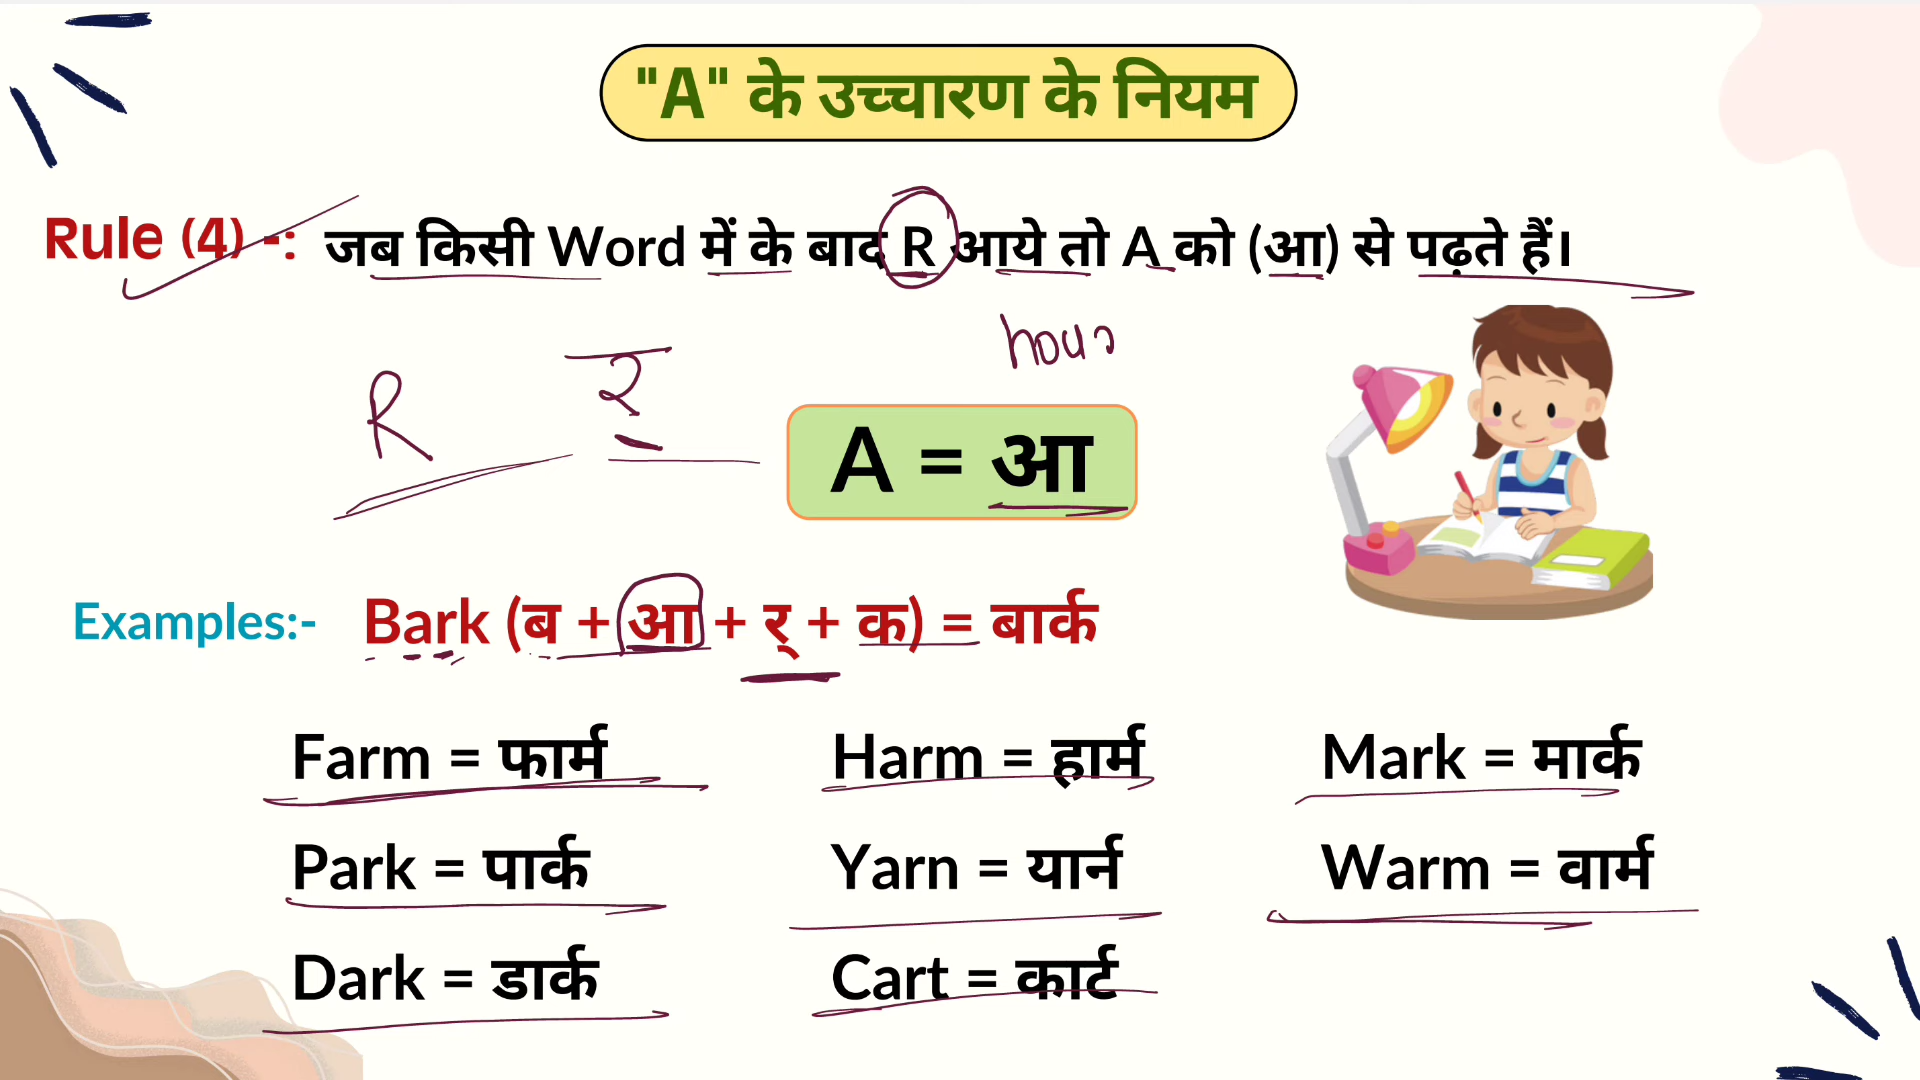 "A" के उच्चारण के नियम
Rule (4) -: जब किसी Word में के बाद R आये तो A को (आ) से पढ़ते हैं।
hour
R र
A = आ
Examples:- Bark (ब + आ + र् + क) = बार्क
Farm = फार्म Harm = हार्म Mark = मार्क
Park = पार्क Yarn = यार्न Warm = वार्म
Dark = डार्क Cart = कार्ट